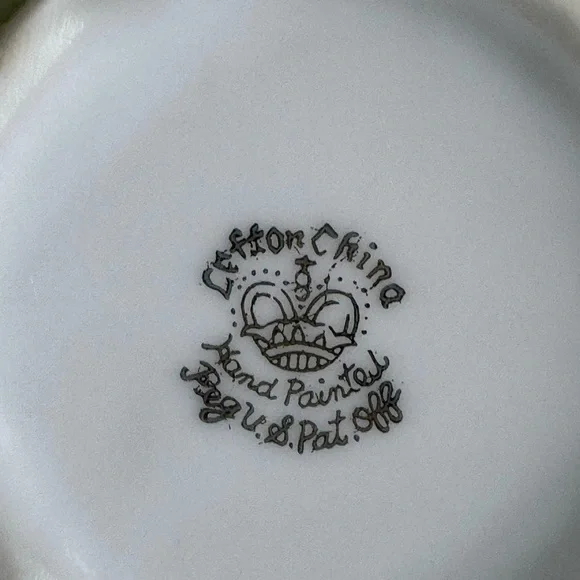 Lefton China
Hand Painted
Reg U.S. Pat. Off